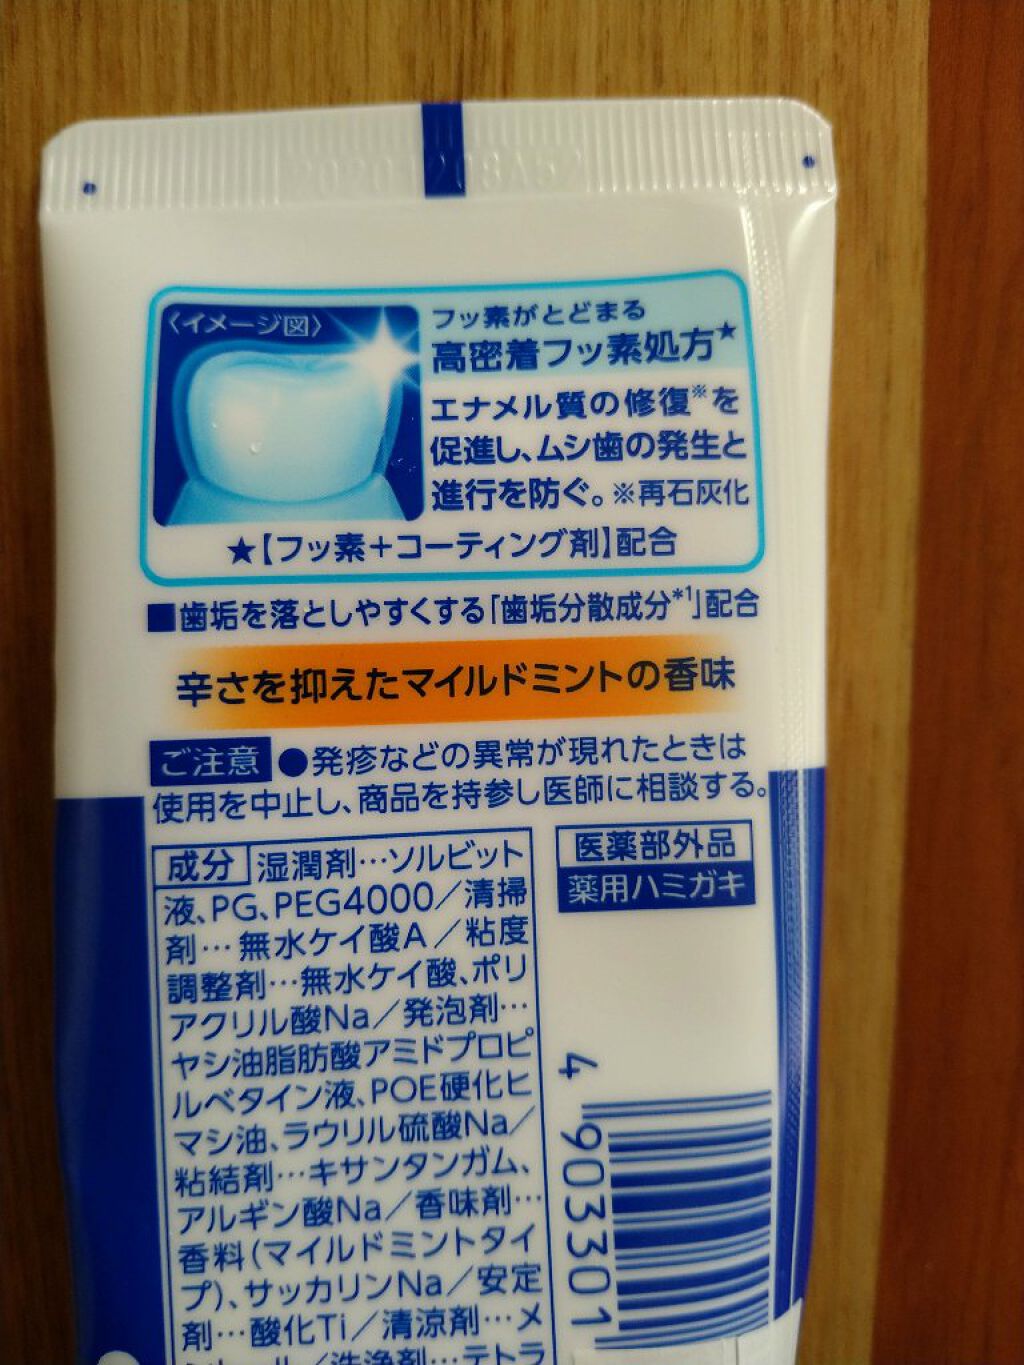 〈イメージ図〉
フッ素がとどまる
高密着フッ素処方★
エナメル質の修復※を
促進し、ムシ歯の発生と
進行を防ぐ。※再石灰化
★【フッ素＋コーティング剤】配合
■歯垢を落としやすくする「歯垢分散成分*1」配合
辛さを抑えたマイルドミントの香味
ご注意 ●発疹などの異常が現れたときは
使用を中止し、商品を持参し医師に相談する。
成分 湿潤剤…ソルビット
液、PG、PEG4000／清掃
剤…無水ケイ酸A／粘度
調整剤…無水ケイ酸、ポリ
アクリル酸Na／発泡剤…
ヤシ油脂肪酸アミドプロピ
ルベタイン液、POE硬化ヒ
マシ油、ラウリル硫酸Na／
粘結剤…キサンタンガム、
アルギン酸Na／香味剤…
香料（マイルドミントタイ
プ）、サッカリンNa／安定
剤…酸化Ti／清涼剤…メ
ントール／洗浄剤…テトラ
医薬部外品
薬用ハミガキ
4 903301